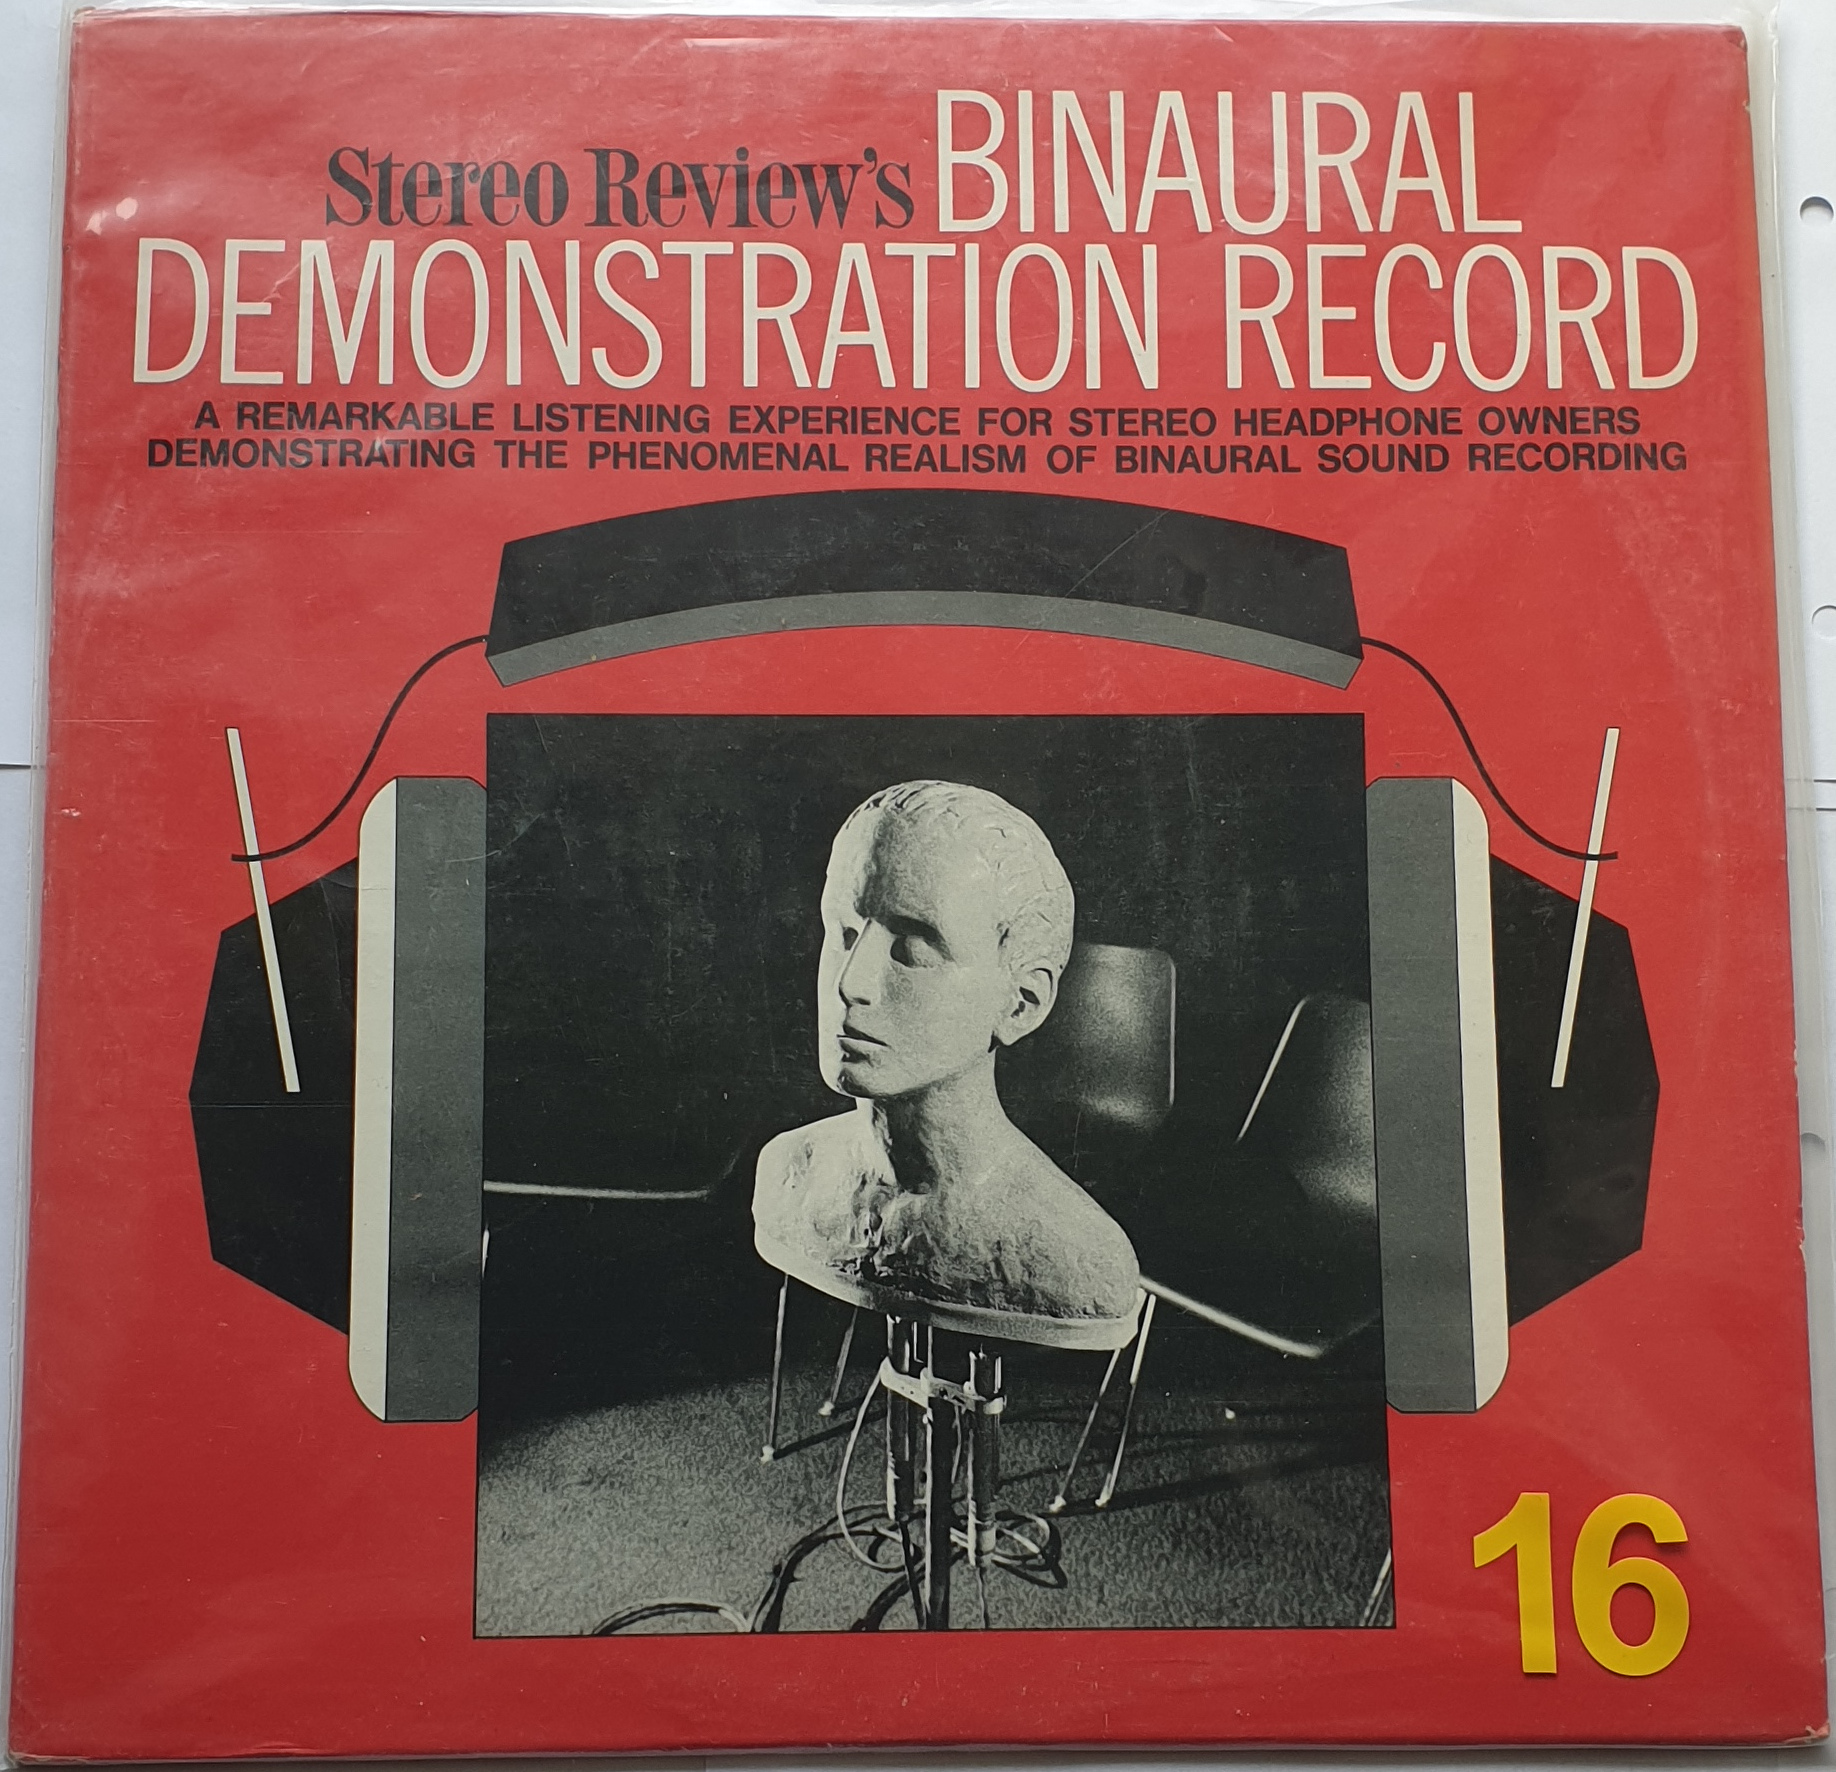 Stereo Review's BINAURAL
DEMONSTRATION RECORD
A REMARKABLE LISTENING EXPERIENCE FOR STEREO HEADPHONE OWNERS
DEMONSTRATING THE PHENOMENAL REALISM OF BINAURAL SOUND RECORDING
16